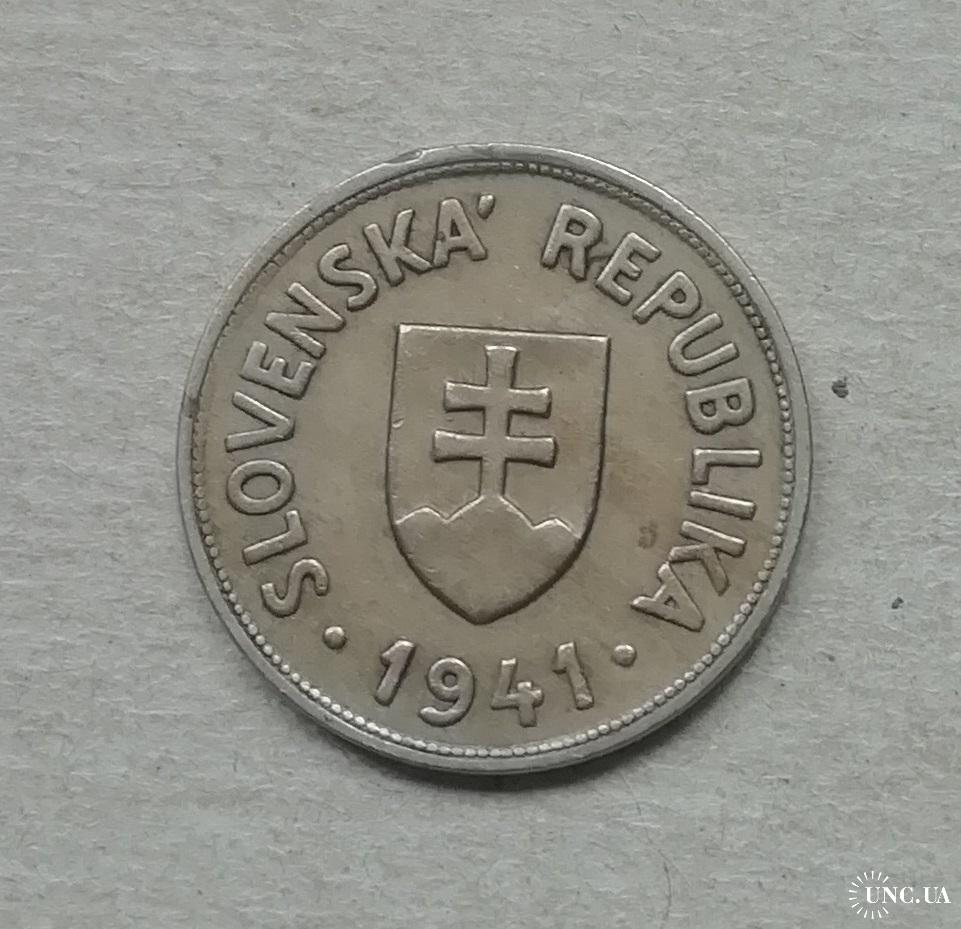 SLOVENSKÁ REPUBLIKA
• 1941 •
UNC.UA